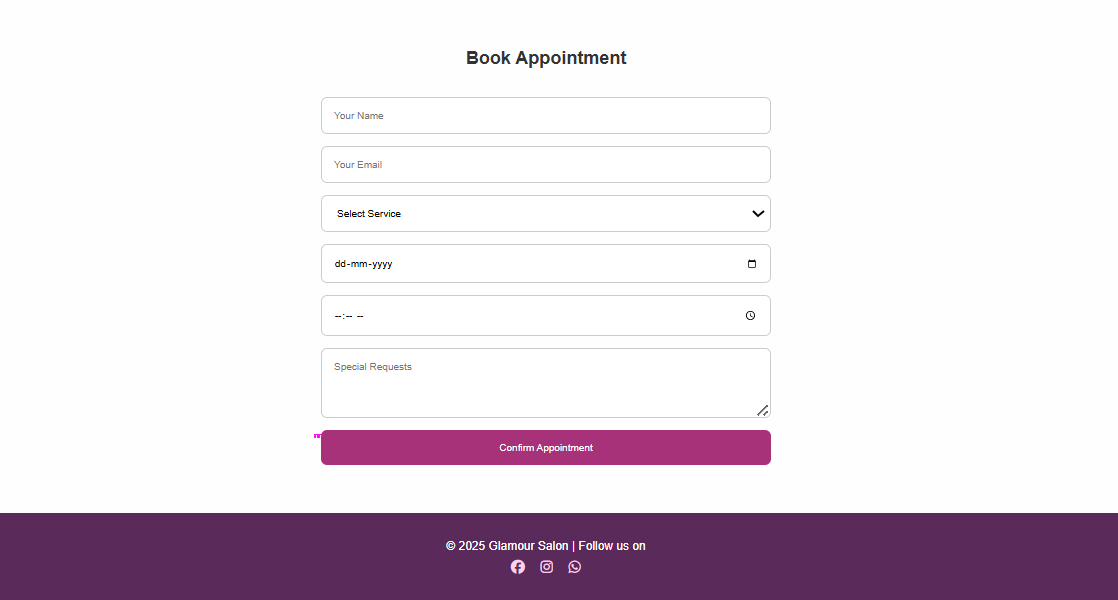 Book Appointment
Your Name
Your Email
Select Service
dd-mm-yyyy
--:-- --
Special Requests
Confirm Appointment
© 2025 Glamour Salon | Follow us on